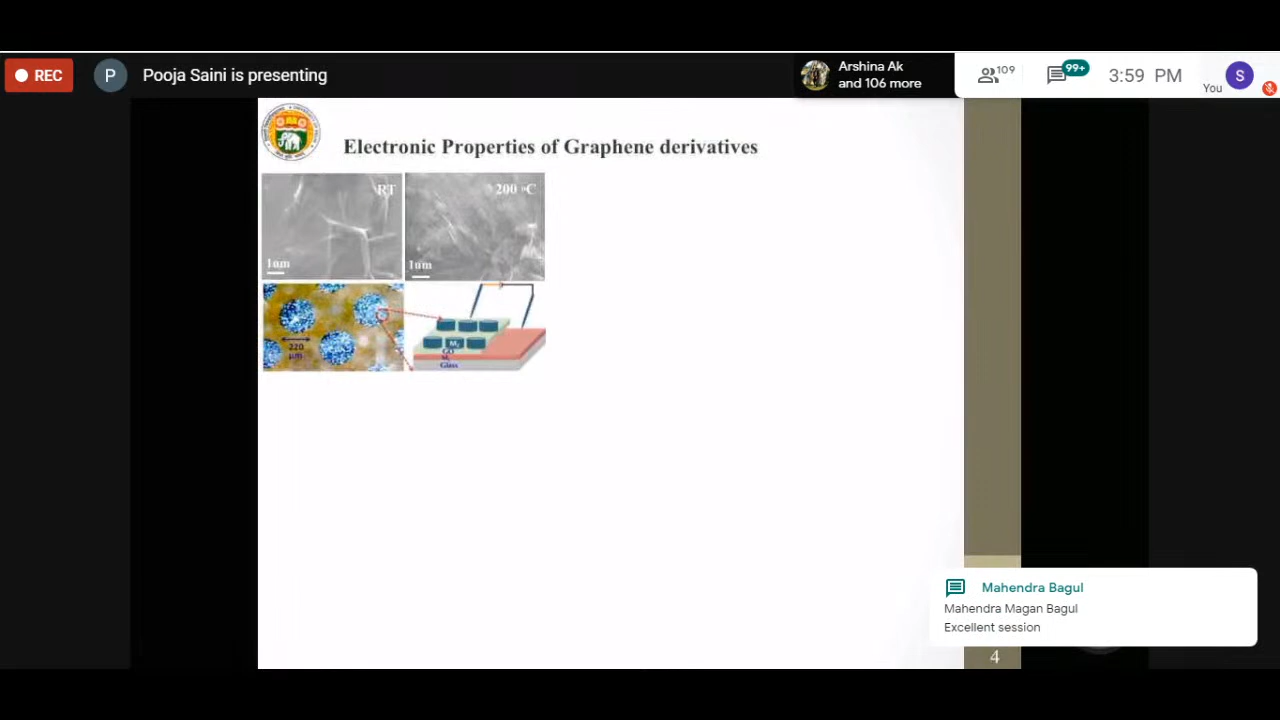 REC
P
Pooja Saini is presenting
Arshina Ak
and 106 more
109
99+
3:59 PM
You
S
Electronic Properties of Graphene derivatives
RT
200 °C
1um
1um
220
µm
M₂
GO
Glass
Mahendra Bagul
Mahendra Magan Bagul
Excellent session
4